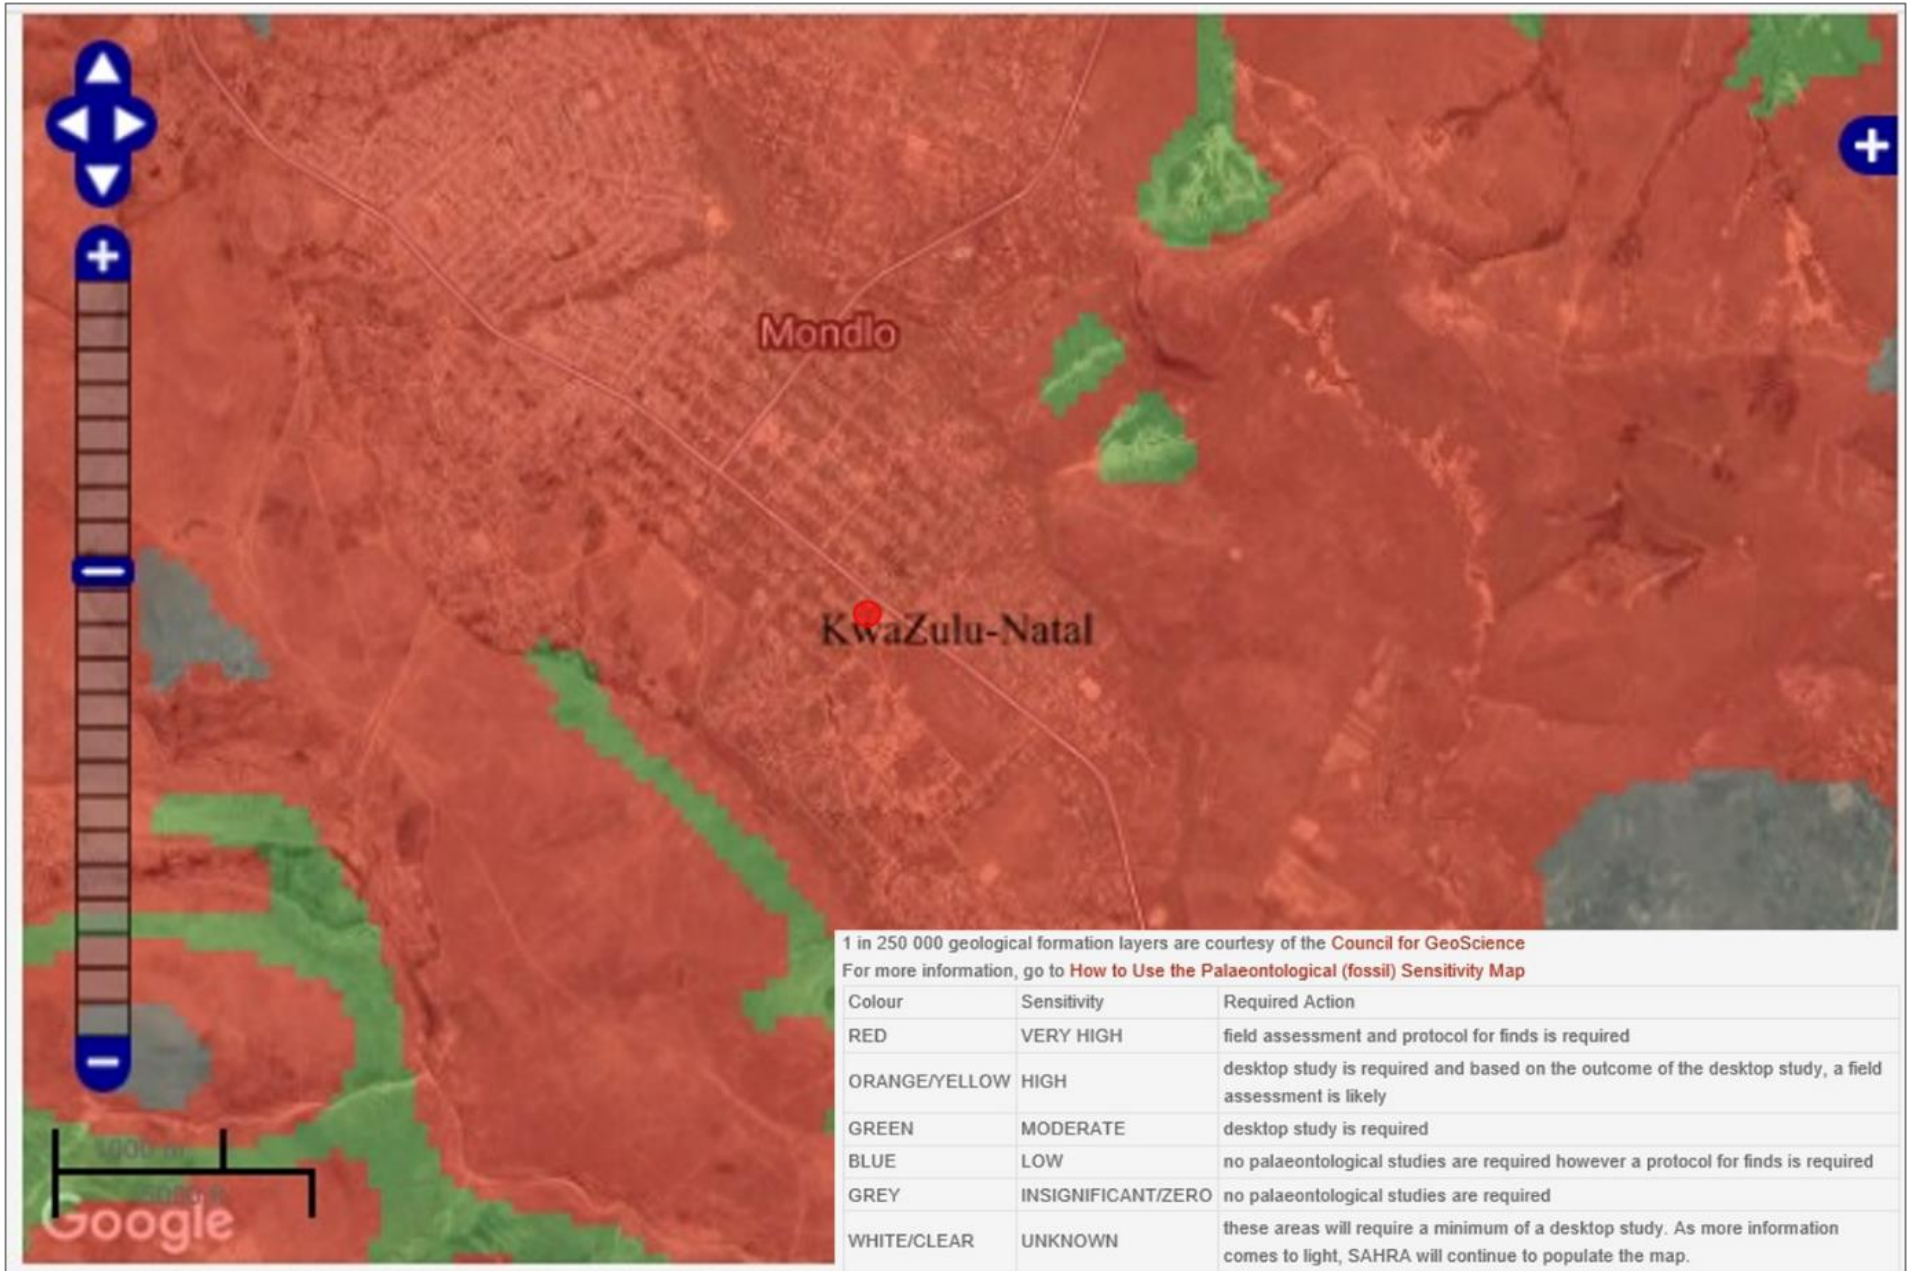 Mondlo
KwaZulu-Natal
1000 m
5000 ft
Google
1 in 250 000 geological formation layers are courtesy of the Council for GeoScience
For more information, go to How to Use the Palaeontological (fossil) Sensitivity Map
Colour Sensitivity Required Action
RED VERY HIGH field assessment and protocol for finds is required
ORANGE/YELLOW HIGH desktop study is required and based on the outcome of the desktop study, a field
assessment is likely
GREEN MODERATE desktop study is required
BLUE LOW no palaeontological studies are required however a protocol for finds is required
GREY INSIGNIFICANT/ZERO no palaeontological studies are required
WHITE/CLEAR UNKNOWN these areas will require a minimum of a desktop study. As more information
comes to light, SAHRA will continue to populate the map.